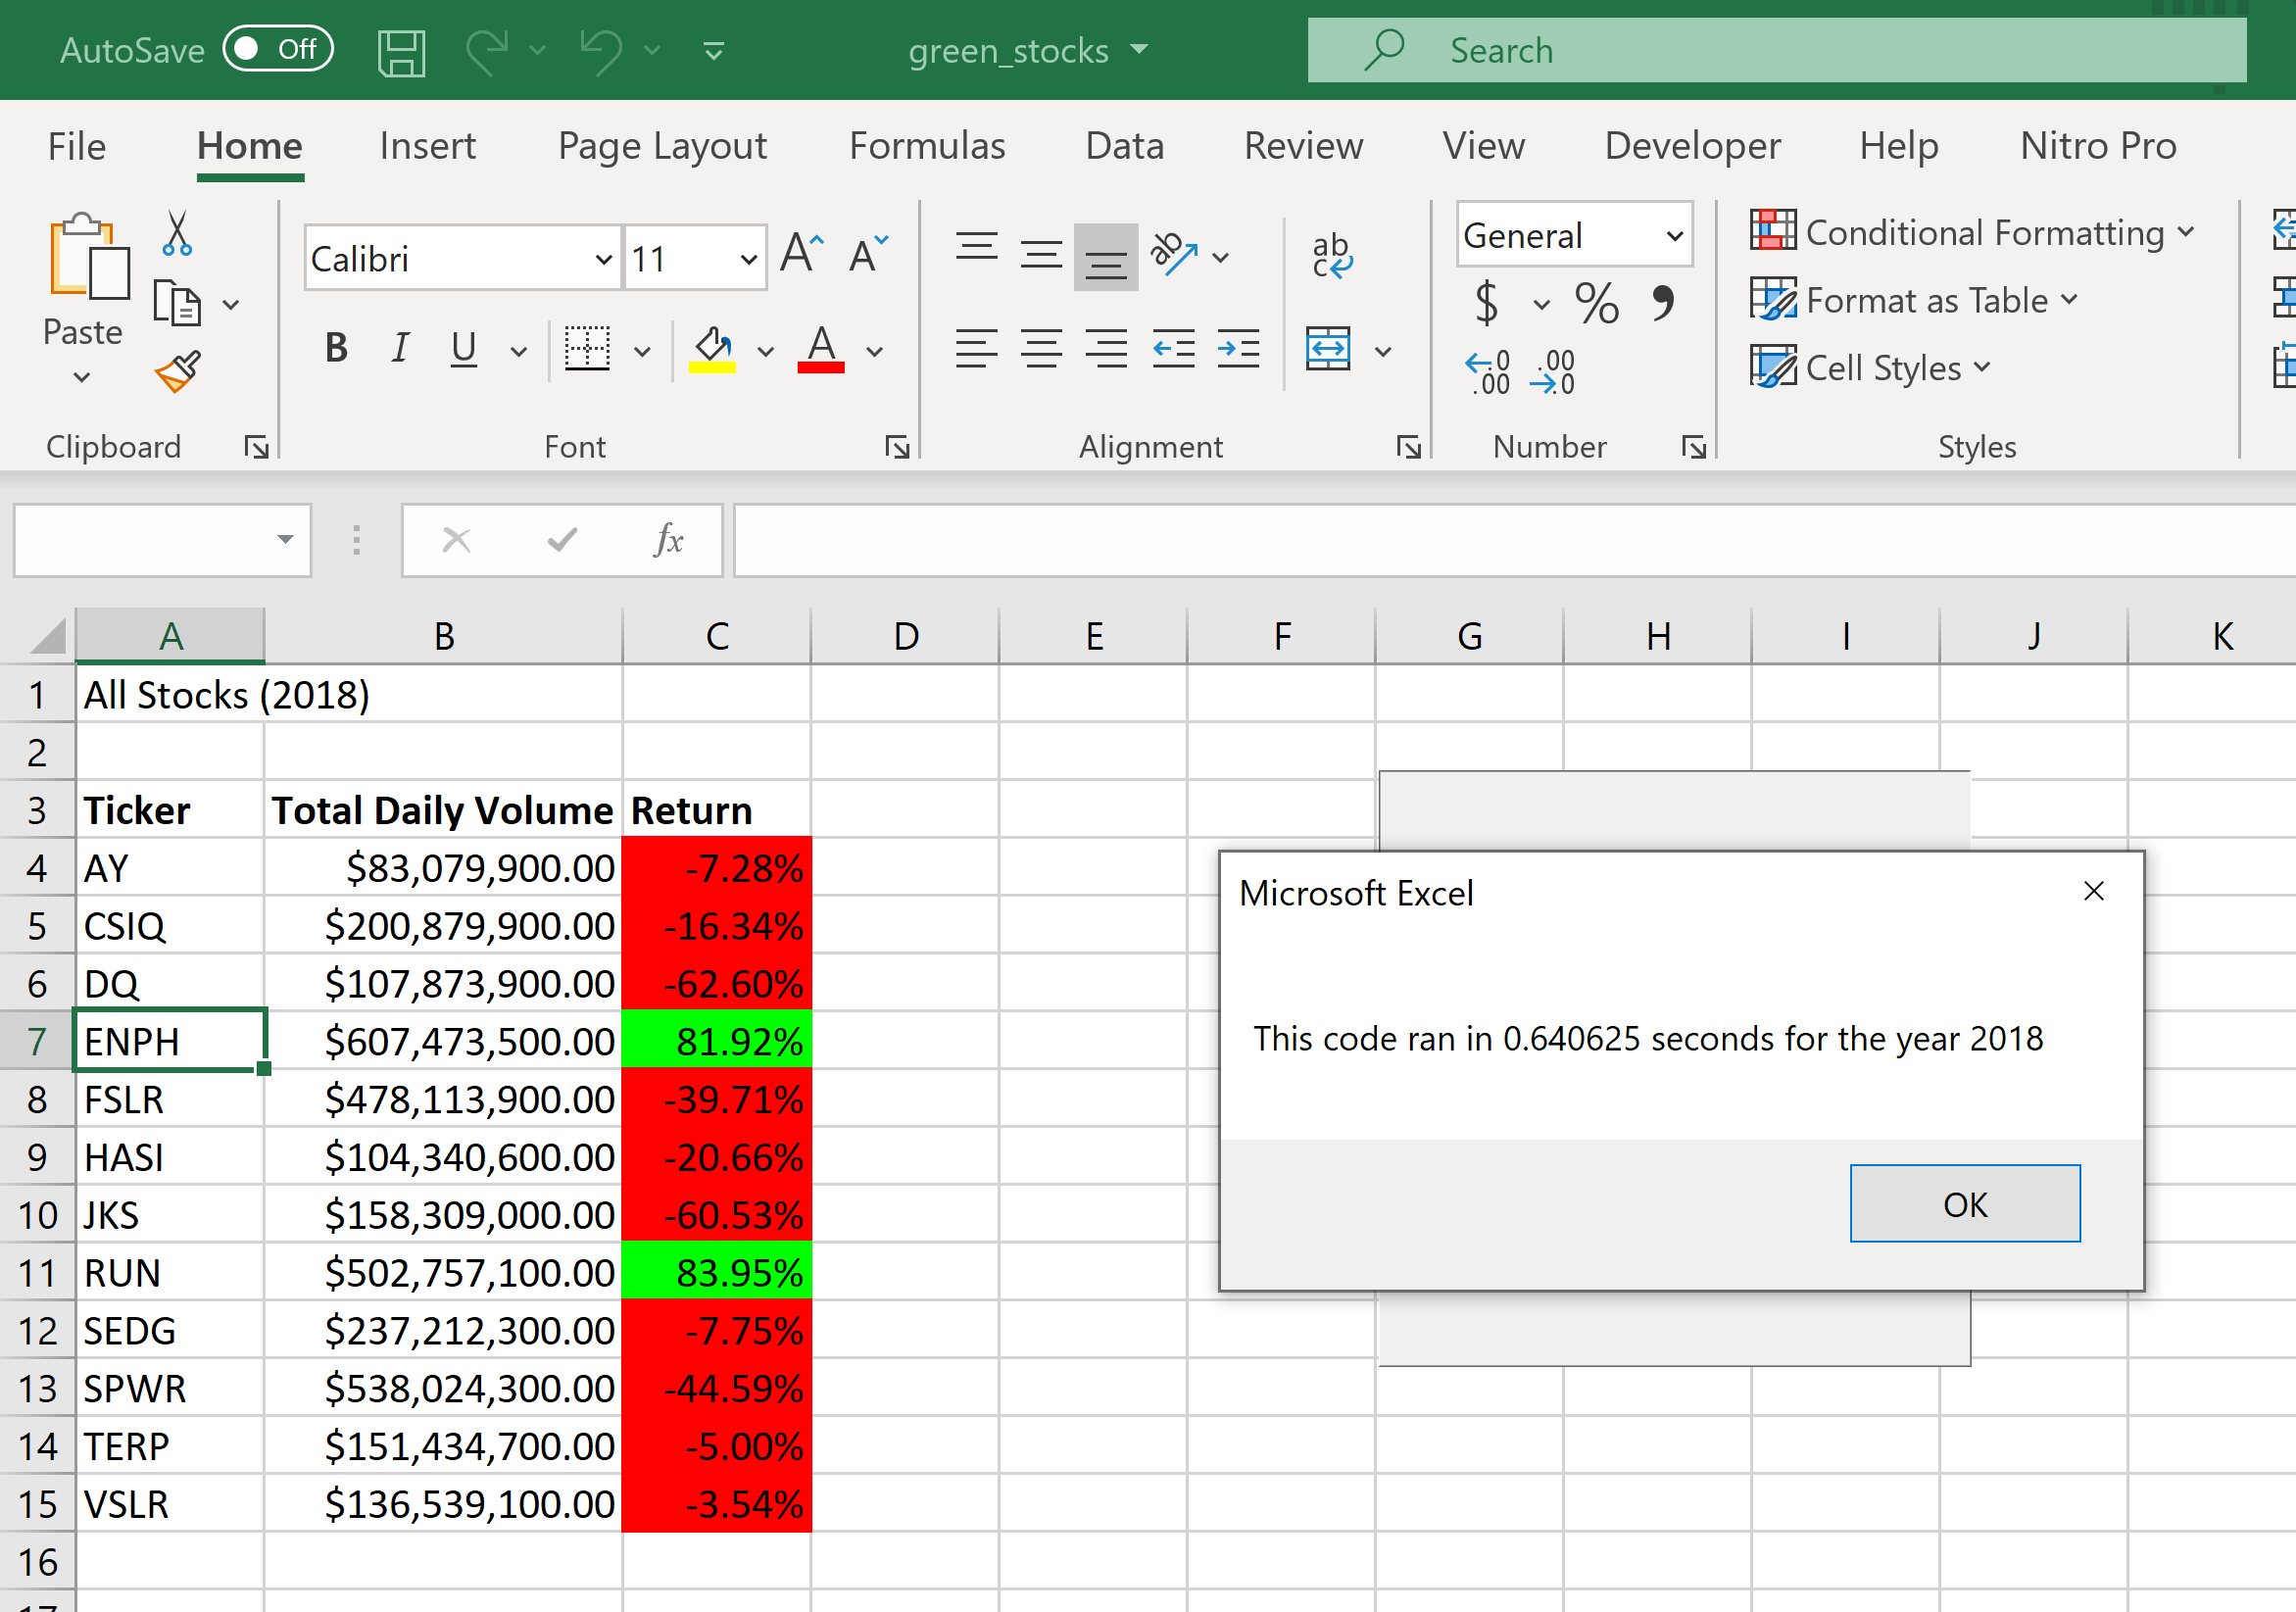 AutoSave Off green_stocks Search
File Home Insert Page Layout Formulas Data Review View Developer Help Nitro Pro
Calibri 11 A A ab General Conditional Formatting
ab c $ % , Format as Table
Paste B I U A .0 .00 .00 .0 Cell Styles
Clipboard Font Alignment Number Styles
fx
A B C D E F G H I J K
1 All Stocks (2018)
2
3 Ticker Total Daily Volume Return
4 AY $83,079,900.00 -7.28%
5 CSIQ $200,879,900.00 -16.34%
6 DQ $107,873,900.00 -62.60%
7 ENPH $607,473,500.00 81.92%
8 FSLR $478,113,900.00 -39.71%
9 HASI $104,340,600.00 -20.66%
10 JKS $158,309,000.00 -60.53%
11 RUN $502,757,100.00 83.95%
12 SEDG $237,212,300.00 -7.75%
13 SPWR $538,024,300.00 -44.59%
14 TERP $151,434,700.00 -5.00%
15 VSLR $136,539,100.00 -3.54%
16
17
Microsoft Excel
This code ran in 0.640625 seconds for the year 2018
OK